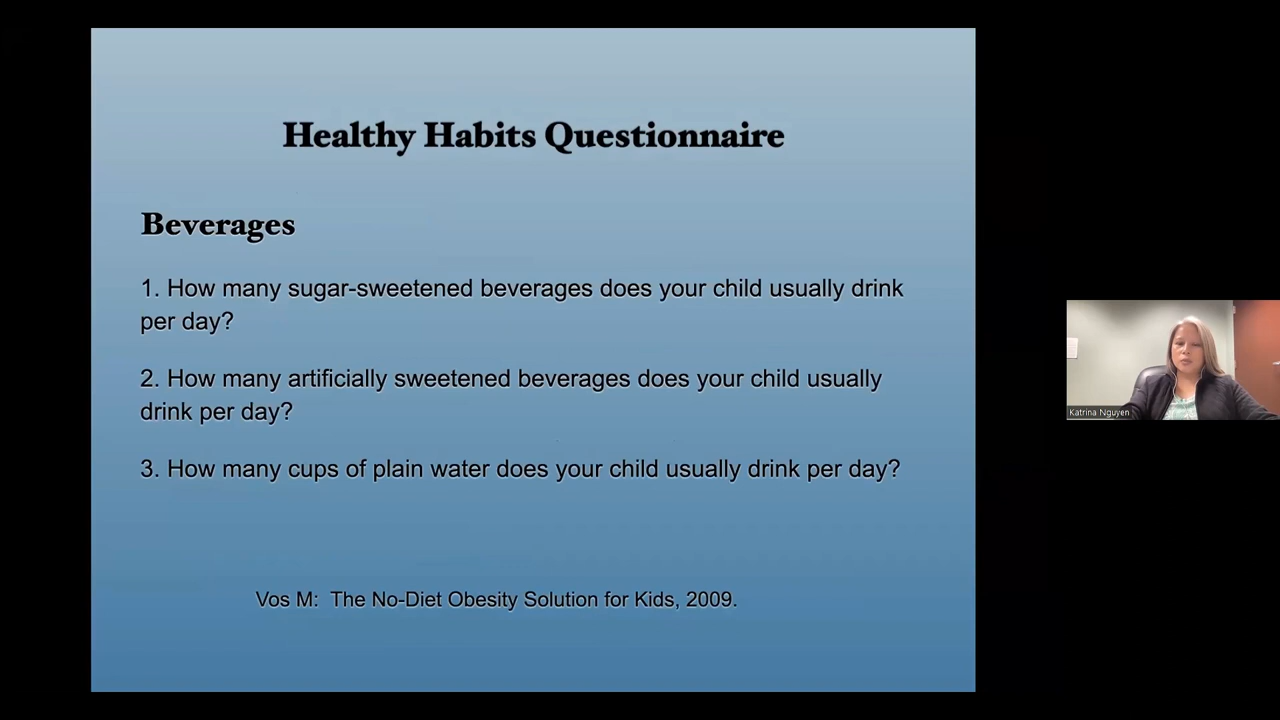 Healthy Habits Questionnaire
Beverages
1. How many sugar-sweetened beverages does your child usually drink
per day?
2. How many artificially sweetened beverages does your child usually
drink per day?
3. How many cups of plain water does your child usually drink per day?
Vos M:  The No-Diet Obesity Solution for Kids, 2009.
Katrina Nguyen